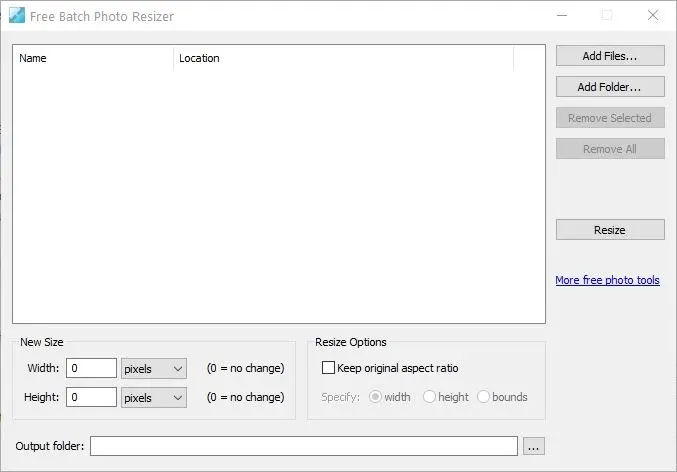 Free Batch Photo Resizer
Name Location
Add Files...
Add Folder...
Remove Selected
Remove All
Resize
More free photo tools
New Size
Width: 0 pixels (0 = no change)
Height: 0 pixels (0 = no change)
Resize Options
Keep original aspect ratio
Specify: width height bounds
Output folder: ...